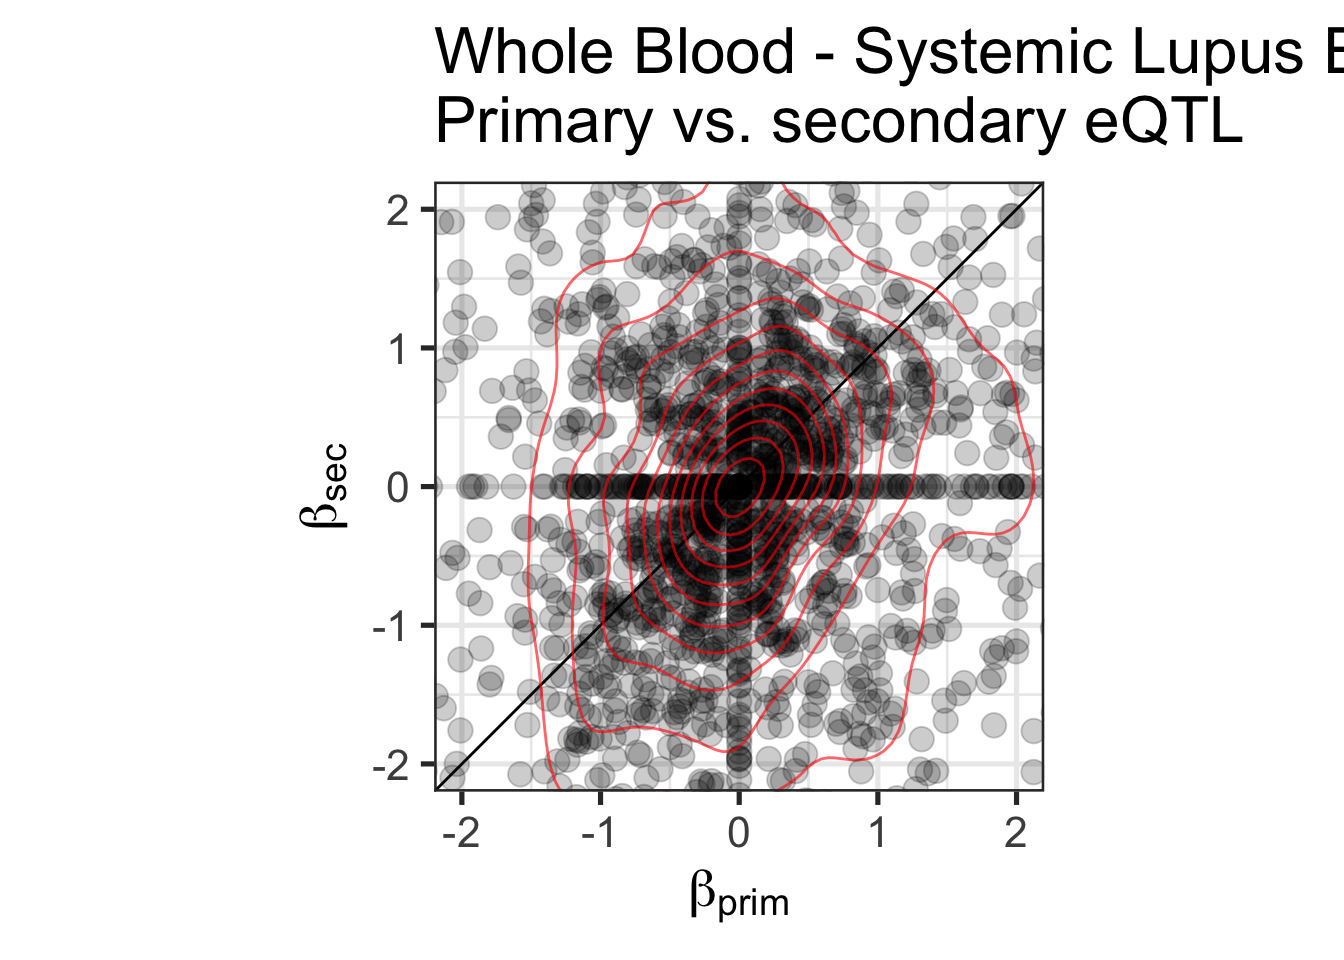 Whole Blood - Systemic Lupus
Primary vs. secondary eQTL
2
1
0
-1
-2
βsec
-2 -1 0 1 2
βprim